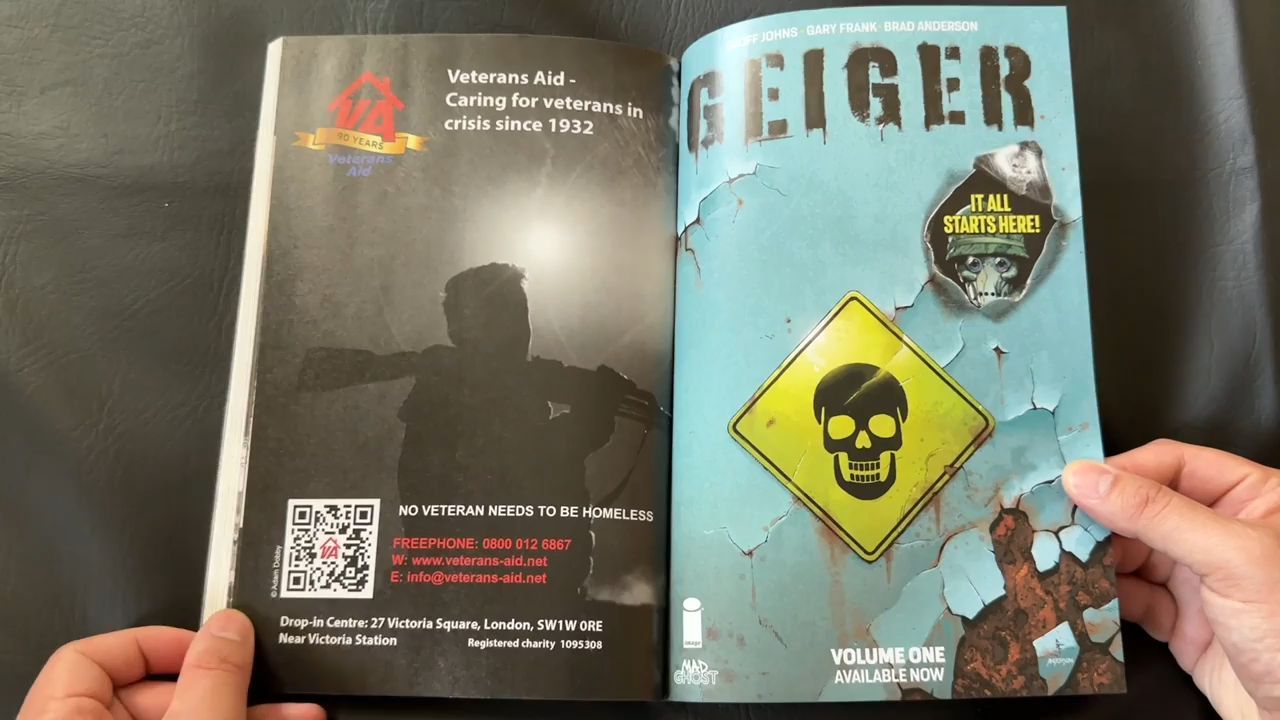 VA
90 YEARS
Veterans
Aid
Veterans Aid -
Caring for veterans in
crisis since 1932
NO VETERAN NEEDS TO BE HOMELESS
FREEPHONE: 0800 012 6867
W: www.veterans-aid.net
E: info@veterans-aid.net
© Adam Dobby
VA
Drop-in Centre: 27 Victoria Square, London, SW1W 0RE
Near Victoria Station
Registered charity 1095308
GEOFF JOHNS · GARY FRANK · BRAD ANDERSON
GEIGER
IT ALL
STARTS HERE!
image
MAD
GHOST
VOLUME ONE
AVAILABLE NOW